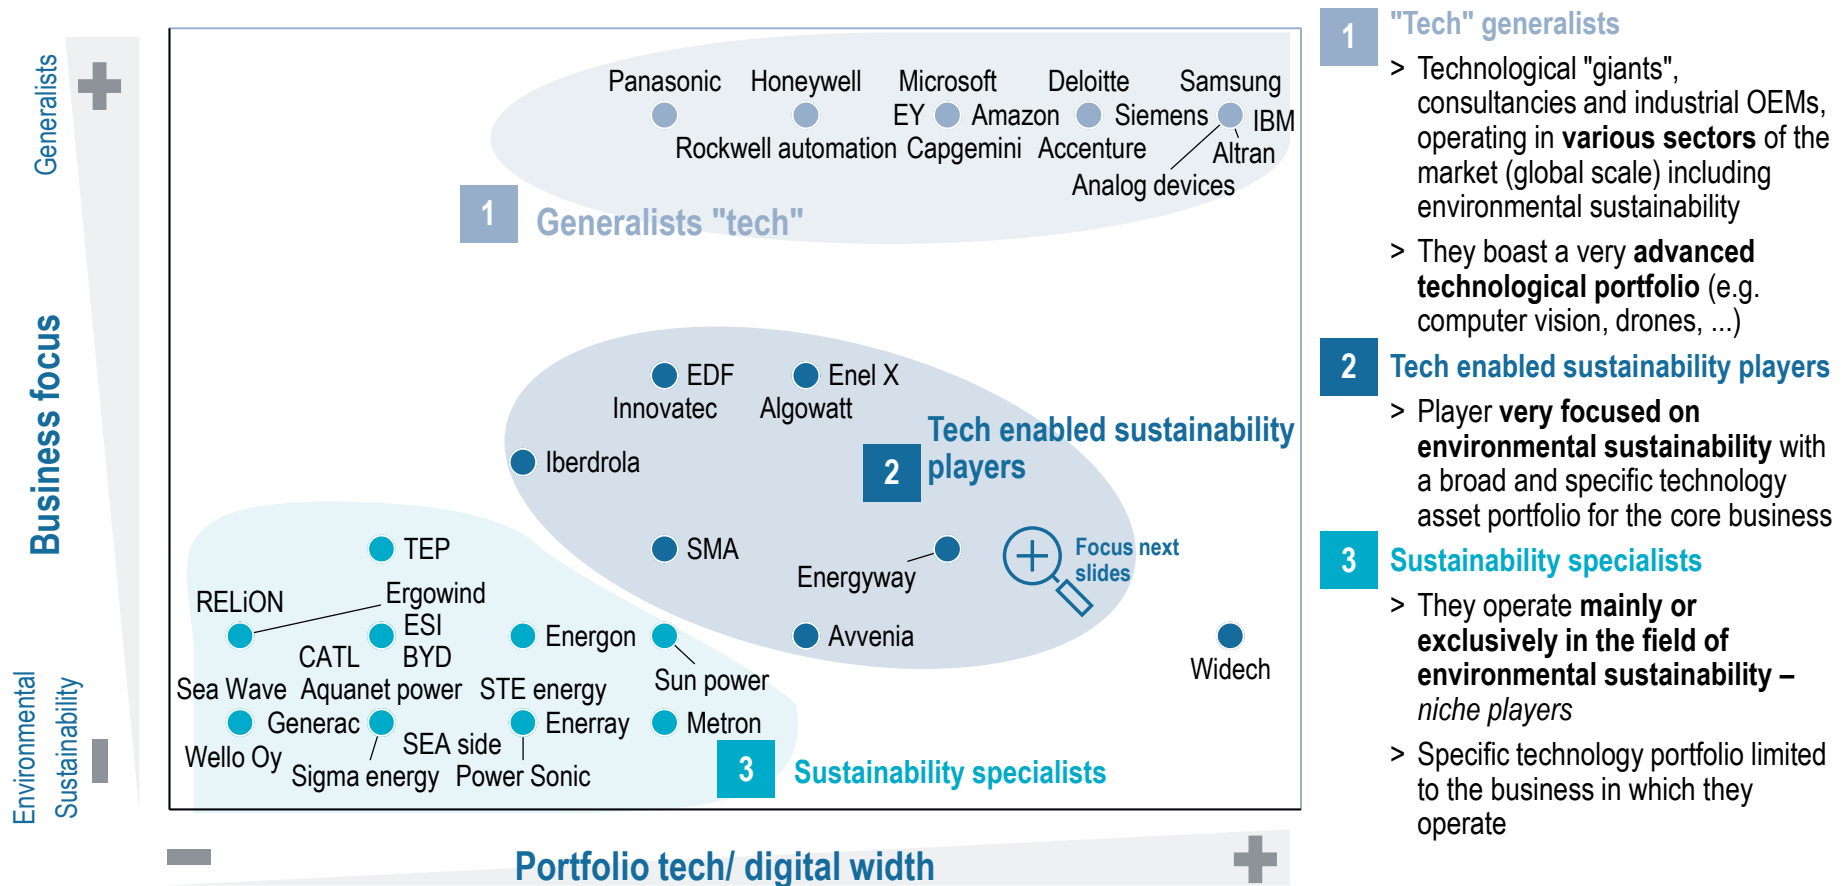 Generalists
Business focus
Environmental
Sustainability
Panasonic Honeywell Microsoft Deloitte Samsung
EY Amazon Siemens IBM
Rockwell automation Capgemini Accenture Altran
Analog devices
1 Generalists "tech"
EDF Enel X
Innovatec Algowatt
Tech enabled sustainability
2 players
Iberdrola
TEP SMA
Energyway
Focus next
slides
Ergowind
RELiON
ESI
Energon Avvenia
CATL BYD
Sun power Widech
Sea Wave Aquanet power STE energy
Generac Enerray Metron
SEA side
Wello Oy Sigma energy Power Sonic
3 Sustainability specialists
Portfolio tech/ digital width
1 "Tech" generalists
> Technological "giants",
consultancies and industrial OEMs,
operating in various sectors of the
market (global scale) including
environmental sustainability
> They boast a very advanced
technological portfolio (e.g.
computer vision, drones, ...)
2 Tech enabled sustainability players
> Player very focused on
environmental sustainability with
a broad and specific technology
asset portfolio for the core business
3 Sustainability specialists
> They operate mainly or
exclusively in the field of
environmental sustainability –
niche players
> Specific technology portfolio limited
to the business in which they
operate